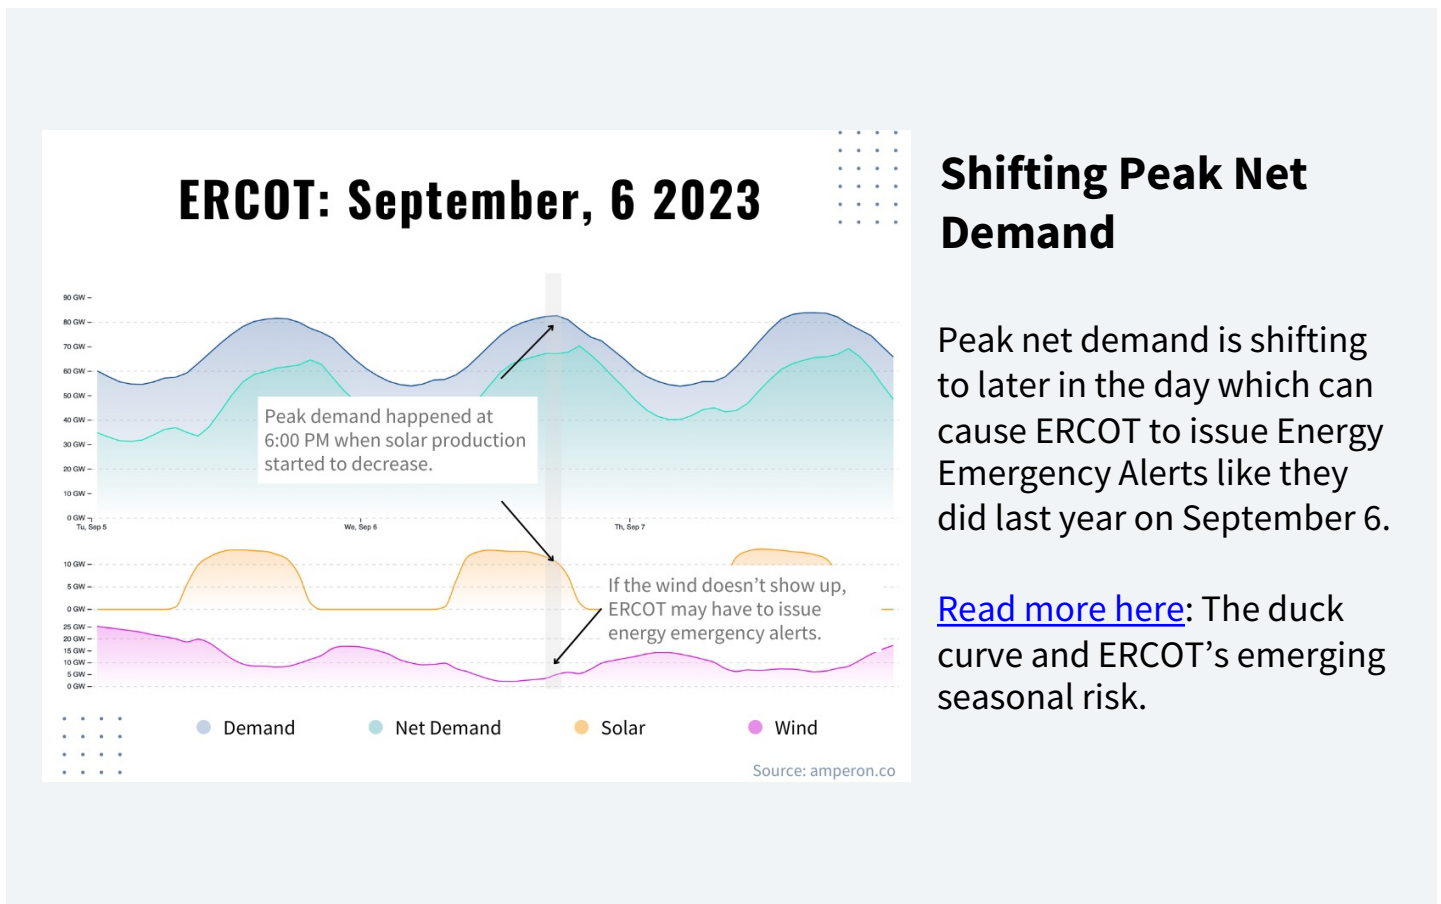 ERCOT: September, 6 2023
90 GW
80 GW
70 GW
60 GW
50 GW
40 GW
30 GW
20 GW
10 GW
0 GW
Tu, Sep 5
We, Sep 6
Th, Sep 7
Peak demand happened at
6:00 PM when solar production
started to decrease.
10 GW
5 GW
0 GW
If the wind doesn't show up,
ERCOT may have to issue
energy emergency alerts.
25 GW
20 GW
15 GW
10 GW
5 GW
0 GW
Demand
Net Demand
Solar
Wind
Source: amperon.co
Shifting Peak Net
Demand
Peak net demand is shifting
to later in the day which can
cause ERCOT to issue Energy
Emergency Alerts like they
did last year on September 6.
Read more here: The duck
curve and ERCOT's emerging
seasonal risk.